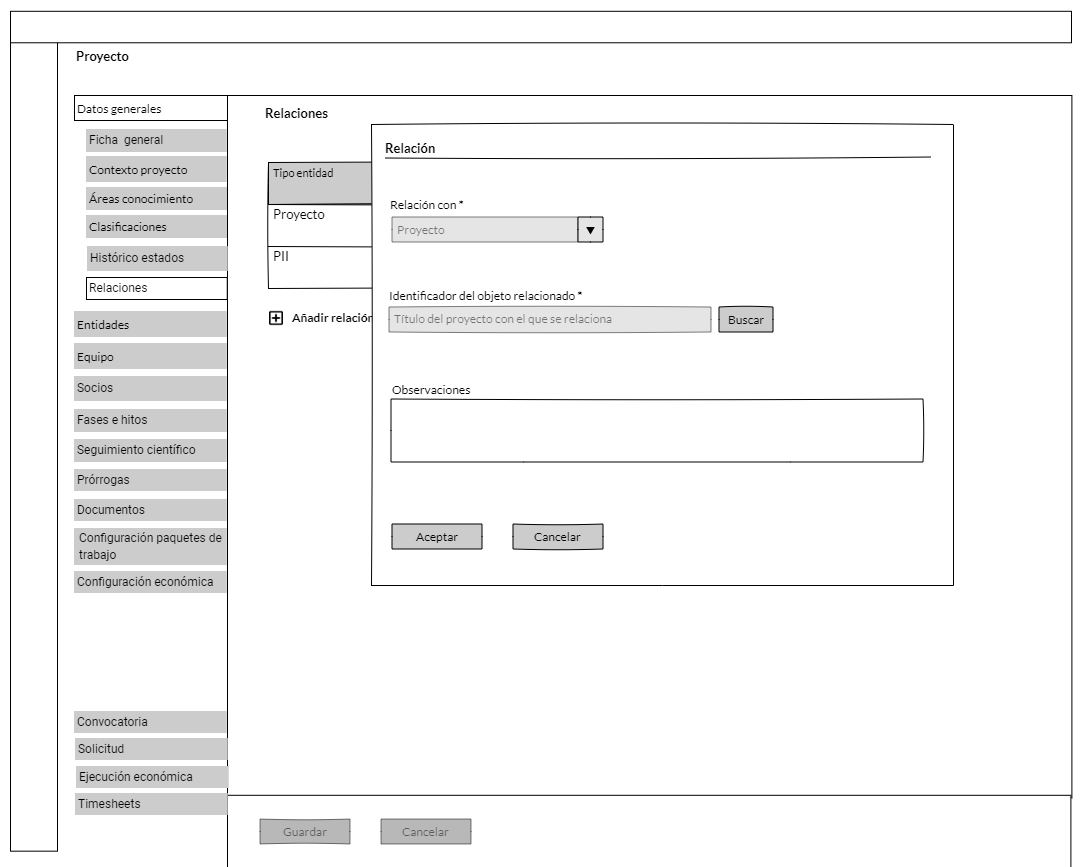 Proyecto
Datos generales
Ficha general
Contexto proyecto
Áreas conocimiento
Clasificaciones
Histórico estados
Relaciones
Entidades
Equipo
Socios
Fases e hitos
Seguimiento científico
Prórrogas
Documentos
Configuración paquetes de
trabajo
Configuración económica
Convocatoria
Solicitud
Ejecución económica
Timesheets
Relaciones
Tipo entidad
Proyecto
PII
Añadir relación
Relación
Relación con *
Proyecto
Identificador del objeto relacionado *
Título del proyecto con el que se relaciona
Buscar
Observaciones
Aceptar
Cancelar
Guardar
Cancelar